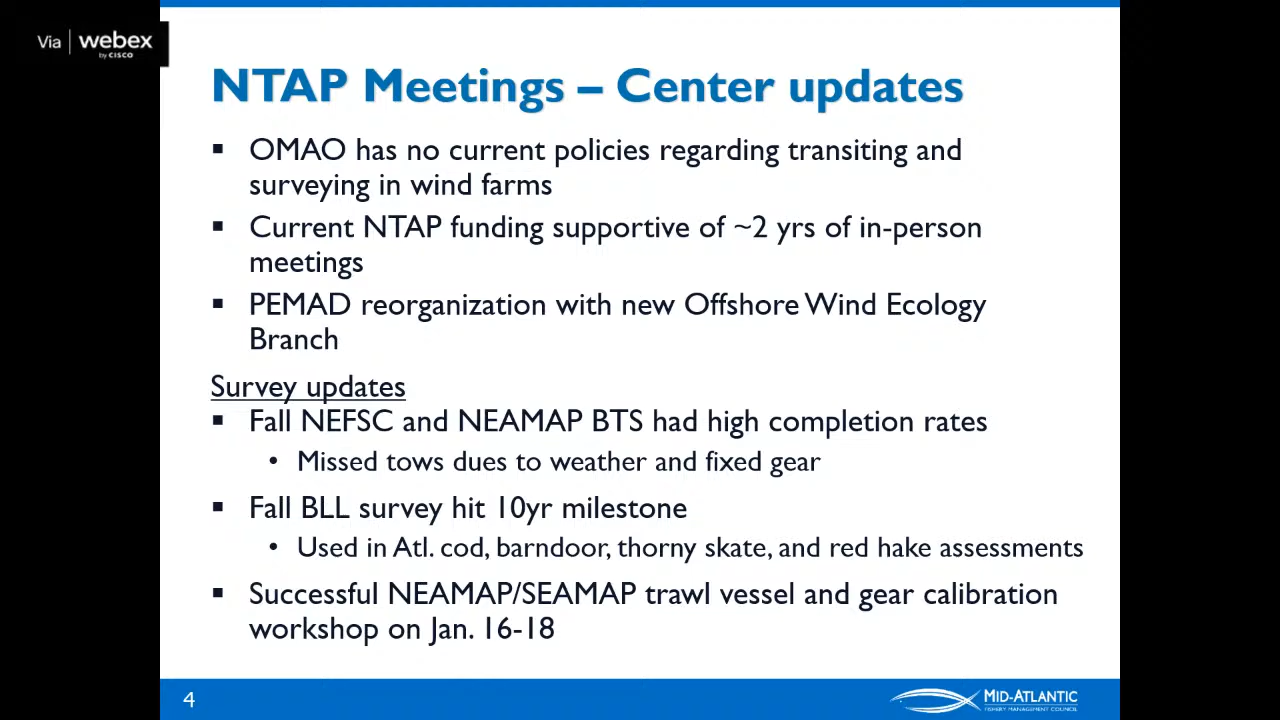 Via webex
by CISCO
NTAP Meetings – Center updates
▪ OMAO has no current policies regarding transiting and
surveying in wind farms
▪ Current NTAP funding supportive of ~2 yrs of in-person
meetings
▪ PEMAD reorganization with new Offshore Wind Ecology
Branch
Survey updates
▪ Fall NEFSC and NEAMAP BTS had high completion rates
• Missed tows dues to weather and fixed gear
▪ Fall BLL survey hit 10yr milestone
• Used in Atl. cod, barndoor, thorny skate, and red hake assessments
▪ Successful NEAMAP/SEAMAP trawl vessel and gear calibration
workshop on Jan. 16-18
4
MID-ATLANTIC
FISHERY MANAGEMENT COUNCIL